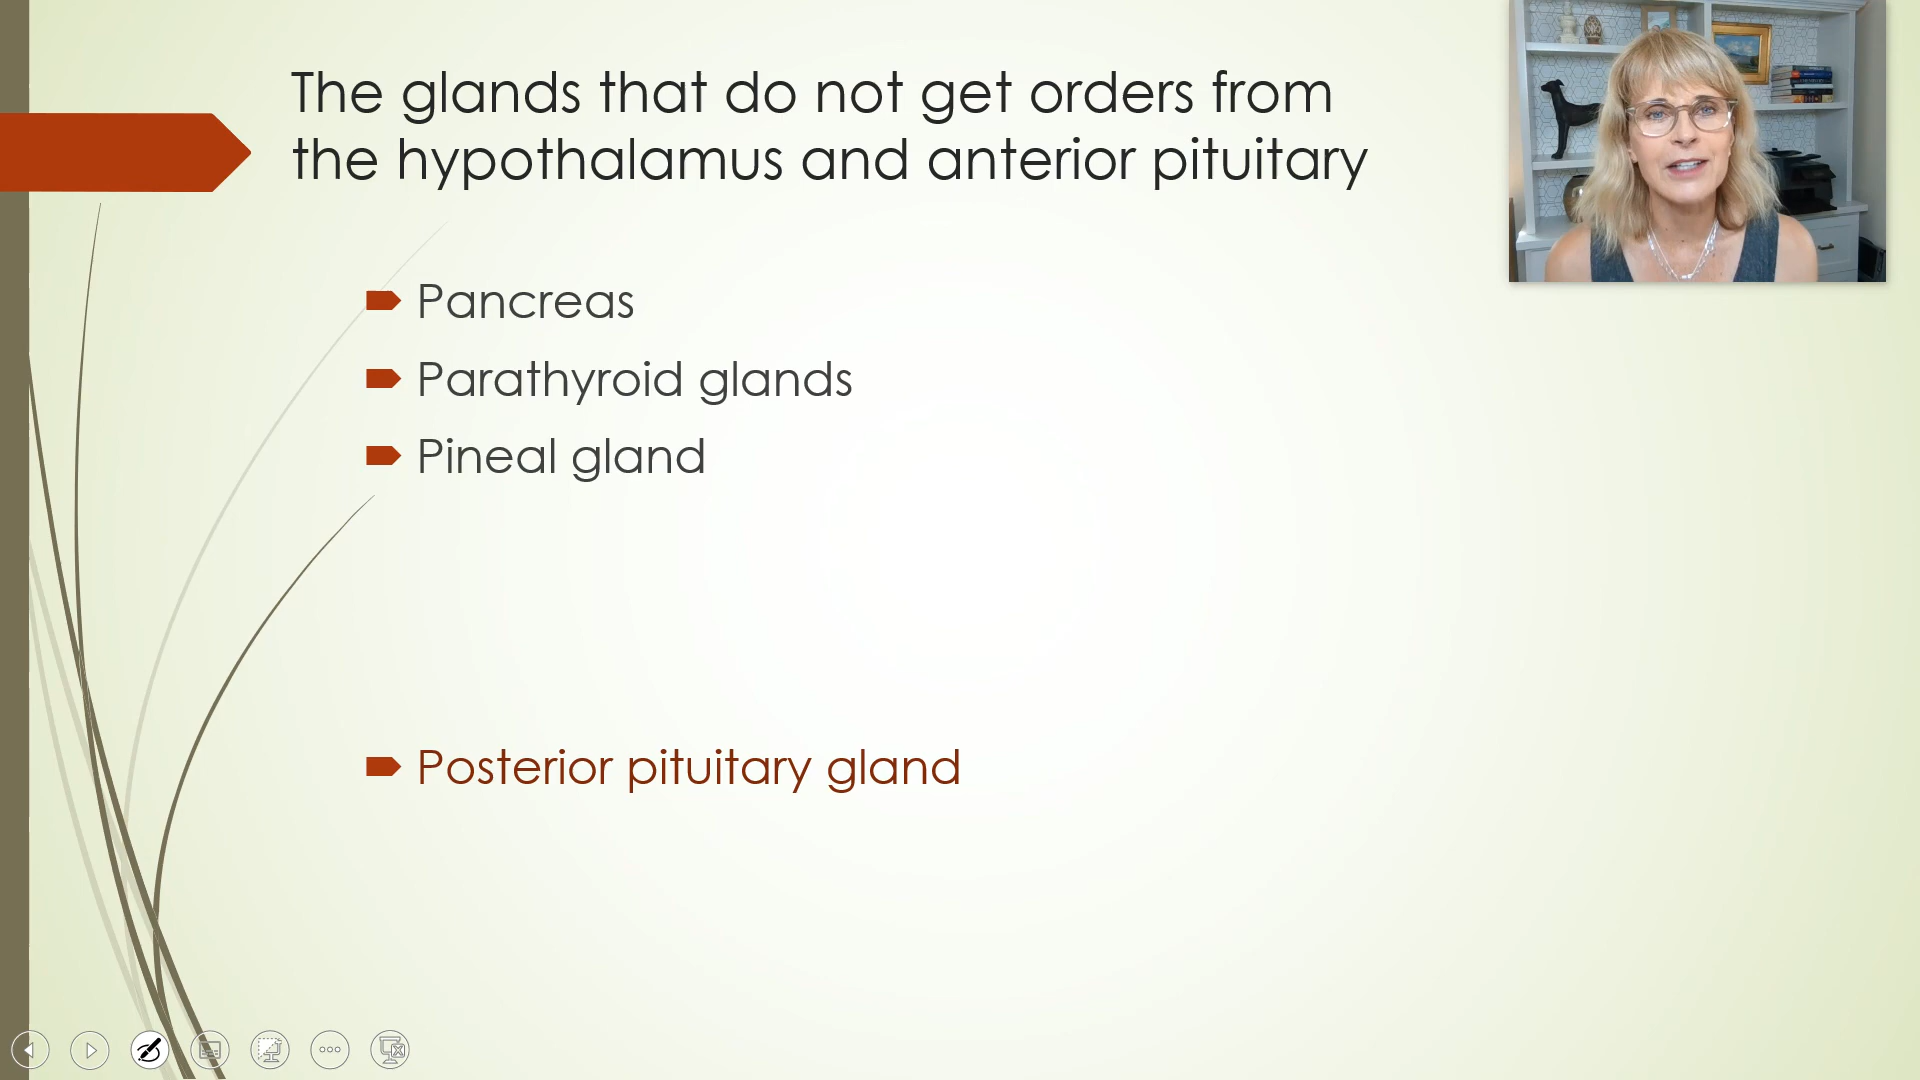 The glands that do not get orders from
the hypothalamus and anterior pituitary
Pancreas
Parathyroid glands
Pineal gland
Posterior pituitary gland